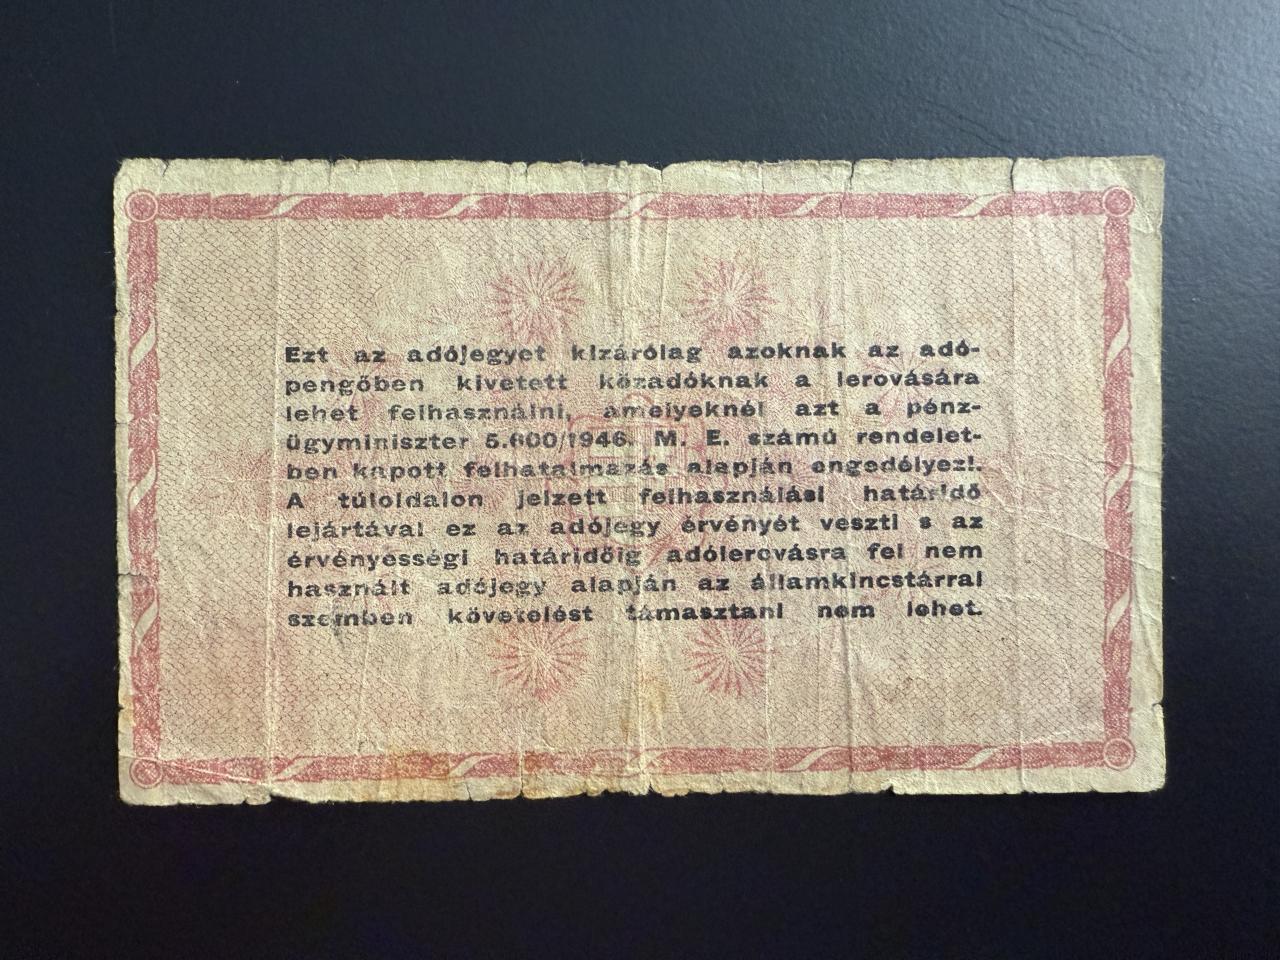 Ezt az adójegyet kizárólag azoknak az adó-
pengőben kivetett közadóknak a lerovására
lehet felhasználni, amelyeknél azt a pénz-
ügyminiszter 5.600/1946. M. E. számú rendelet-
ben kapott felhatalmazás alapján engedélyezi.
A túloldalon jelzett felhasználási határidő
lejártával ez az adójegy érvényét veszti s az
érvényességi határidőig adólerovásra fel nem
használt adójegy alapján az államkincstárral
szemben követelést támasztani nem lehet.